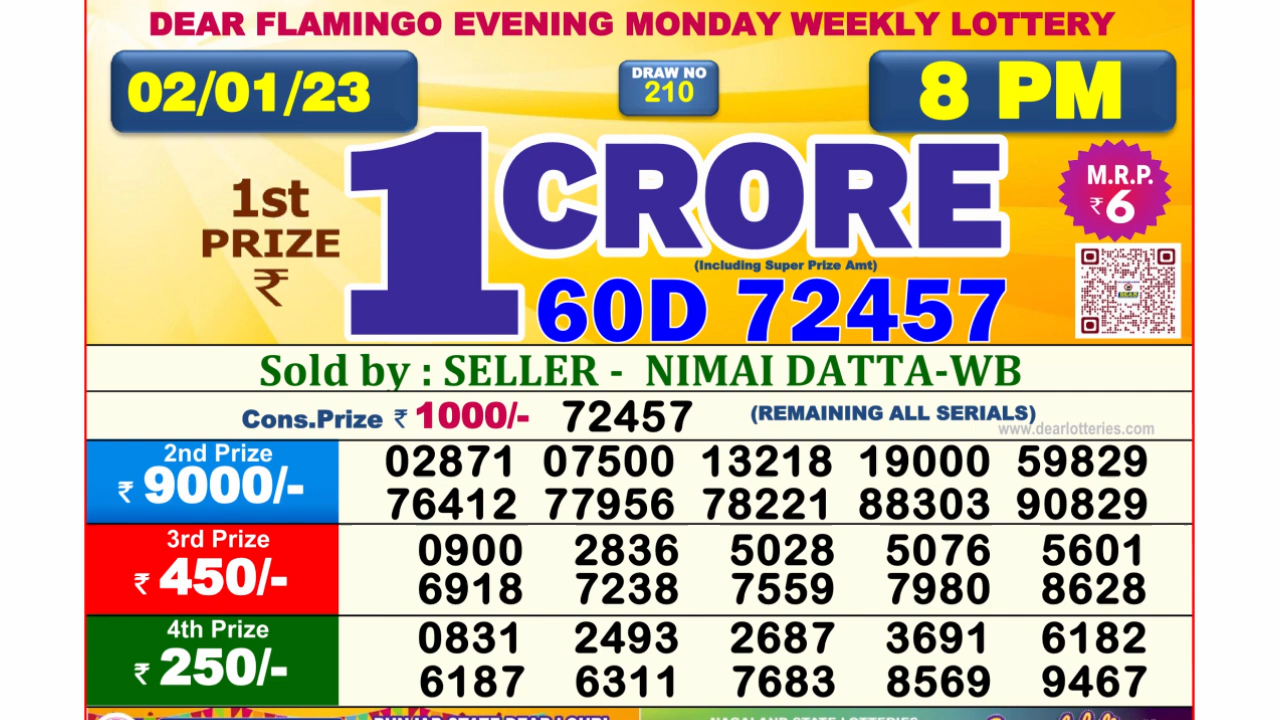 DEAR FLAMINGO EVENING MONDAY WEEKLY LOTTERY
02/01/23
DRAW NO
210
8 PM
1st
PRIZE
₹
1 CRORE
(Including Super Prize Amt)
60D 72457
M.R.P.
₹ 6
Sold by : SELLER - NIMAI DATTA-WB
Cons.Prize ₹ 1000/- 72457 (REMAINING ALL SERIALS)
www.dearlotteries.com
2nd Prize
₹ 9000/-
02871 07500 13218 19000 59829
76412 77956 78221 88303 90829
3rd Prize
₹ 450/-
0900 2836 5028 5076 5601
6918 7238 7559 7980 8628
4th Prize
₹ 250/-
0831 2493 2687 3691 6182
6187 6311 7683 8569 9467
NAGALAND STATE LOTTERIES